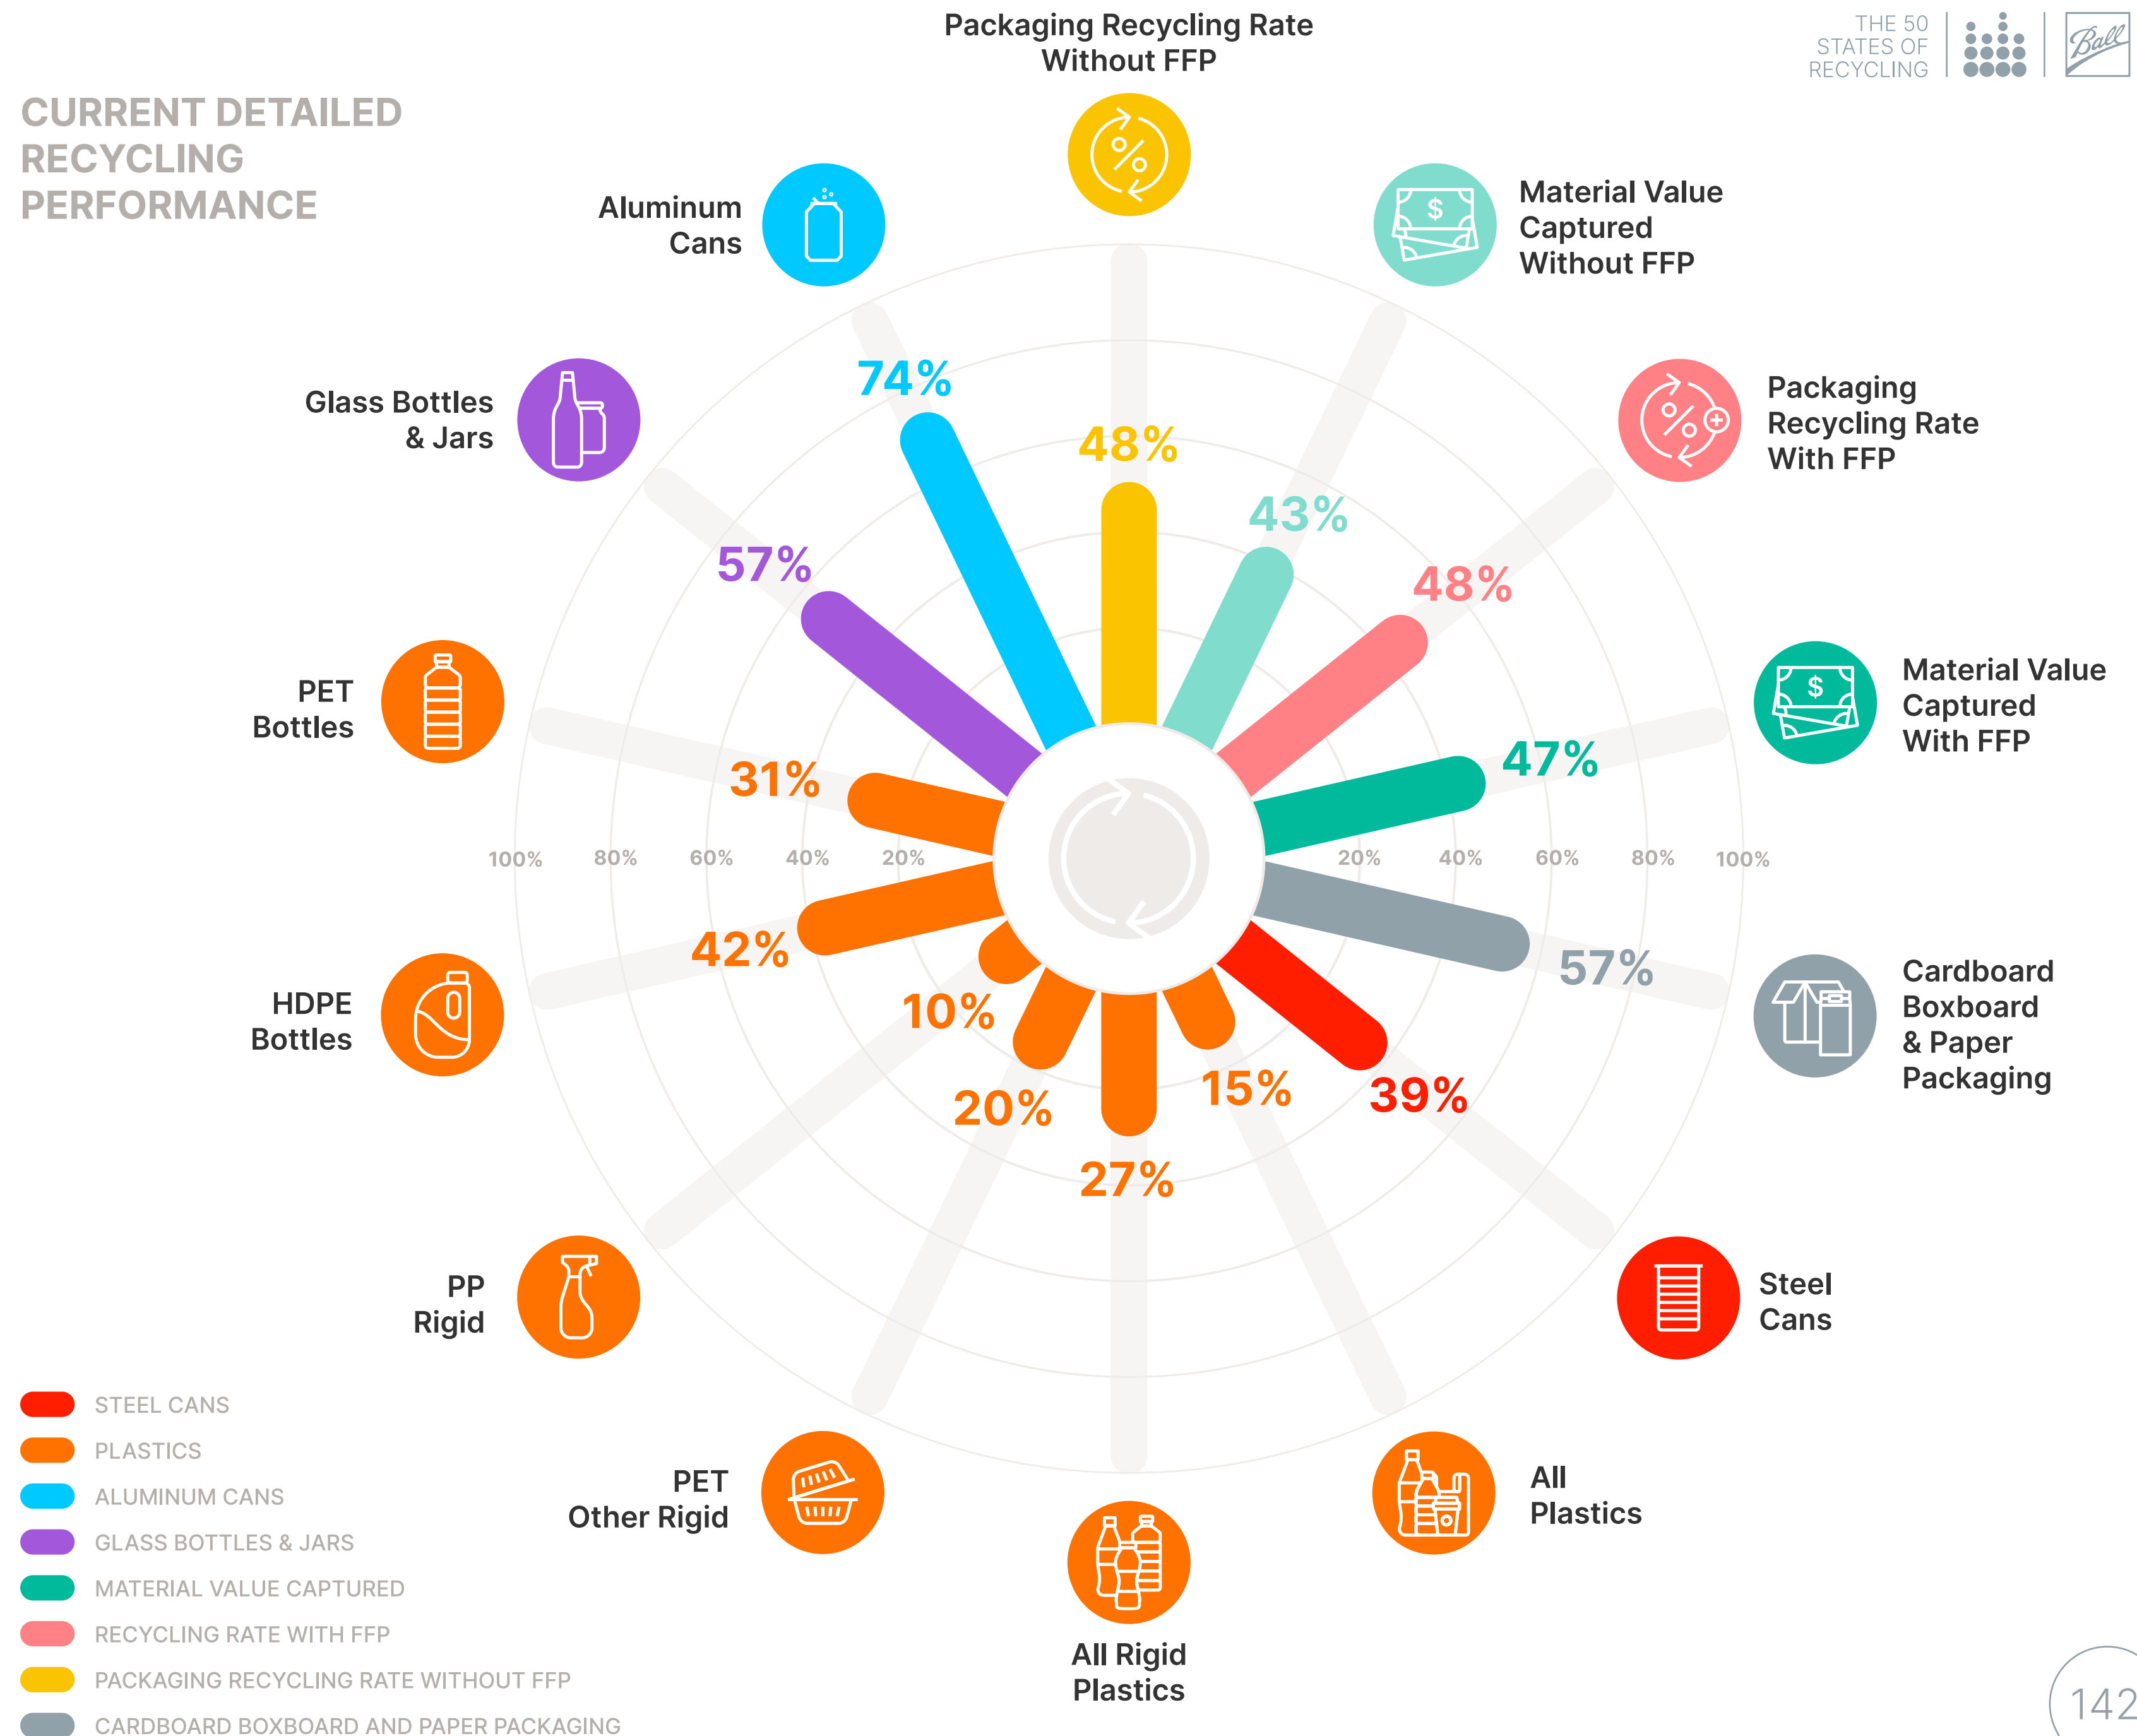 THE 50
STATES OF
RECYCLING
Ball
CURRENT DETAILED
RECYCLING
PERFORMANCE
Packaging Recycling Rate
Without FFP
48%
Material Value
Captured
Without FFP
$
43%
Packaging
Recycling Rate
With FFP
48%
Material Value
Captured
With FFP
$
47%
Cardboard
Boxboard
& Paper
Packaging
57%
Steel
Cans
39%
All
Plastics
15%
All Rigid
Plastics
27%
PET
Other Rigid
20%
PP
Rigid
10%
HDPE
Bottles
42%
PET
Bottles
31%
Glass Bottles
& Jars
57%
Aluminum
Cans
74%
100% 80% 60% 40% 20% 20% 40% 60% 80% 100%
STEEL CANS
PLASTICS
ALUMINUM CANS
GLASS BOTTLES & JARS
MATERIAL VALUE CAPTURED
RECYCLING RATE WITH FFP
PACKAGING RECYCLING RATE WITHOUT FFP
CARDBOARD BOXBOARD AND PAPER PACKAGING
142